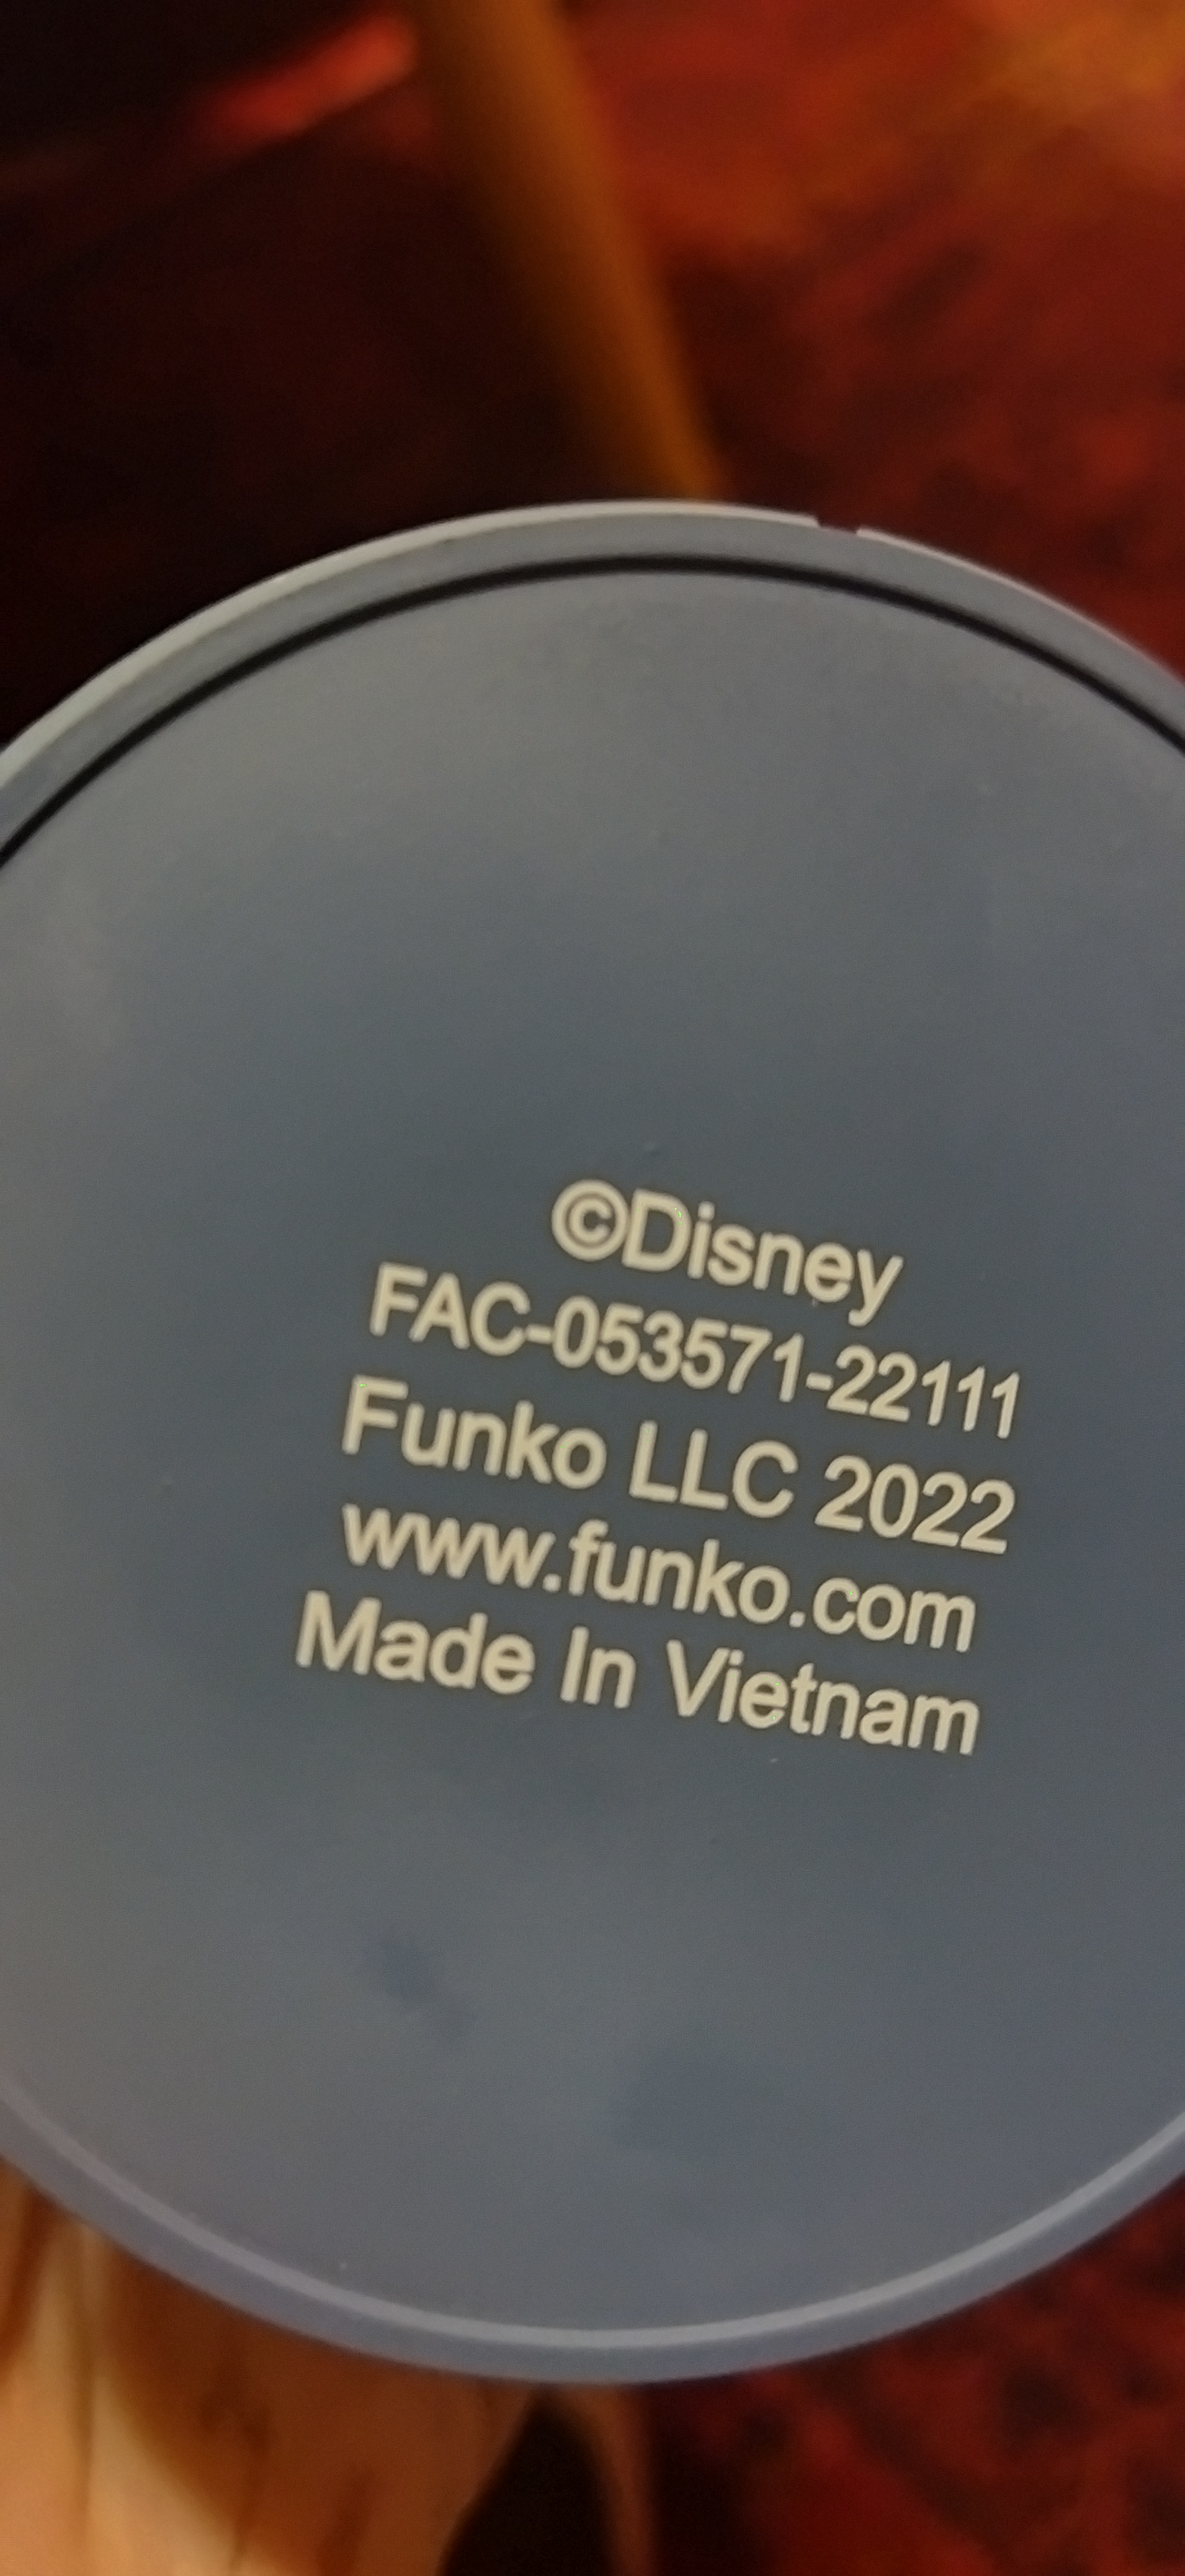 ©Disney
FAC-053571-22111
Funko LLC 2022
www.funko.com
Made In Vietnam